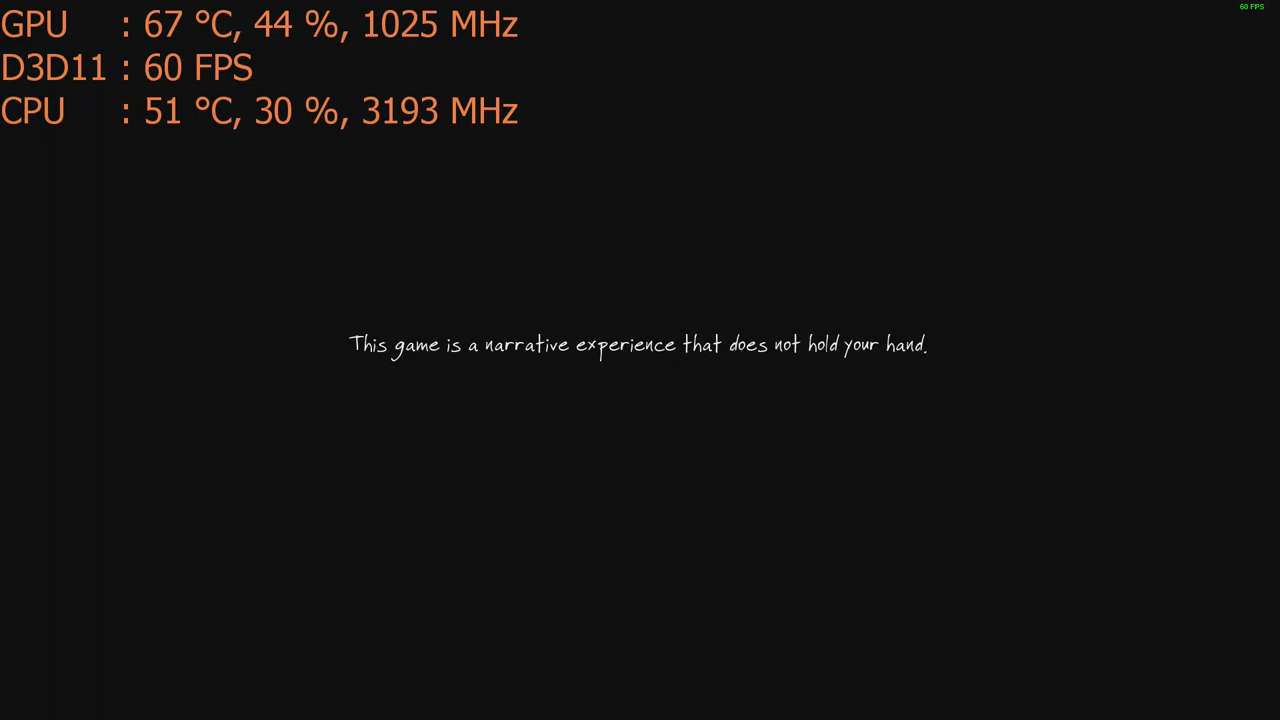 GPU : 67 °C, 44 %, 1025 MHz
60 FPS
D3D11 : 60 FPS
CPU : 51 °C, 30 %, 3193 MHz
This game is a narrative experience that does not hold your hand.